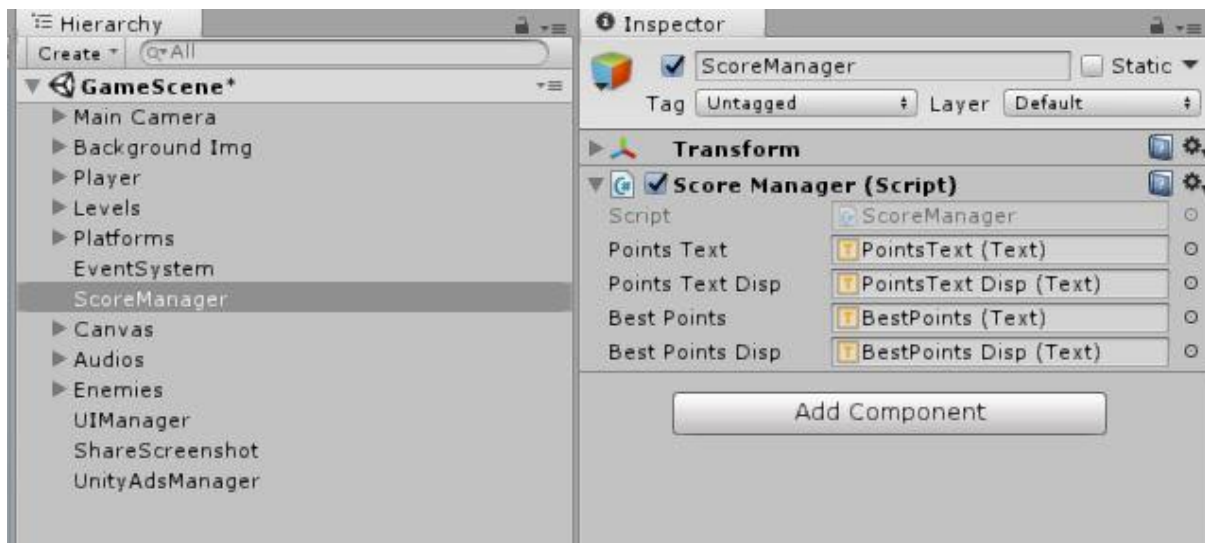 Hierarchy
Create
All
GameScene*
Main Camera
Background Img
Player
Levels
Platforms
EventSystem
ScoreManager
Canvas
Audios
Enemies
UIManager
ShareScreenshot
UnityAdsManager
Inspector
ScoreManager
Static
Tag Untagged Layer Default
Transform
Score Manager (Script)
Script ScoreManager
Points Text PointsText (Text)
Points Text Disp PointsText Disp (Text)
Best Points BestPoints (Text)
Best Points Disp BestPoints Disp (Text)
Add Component